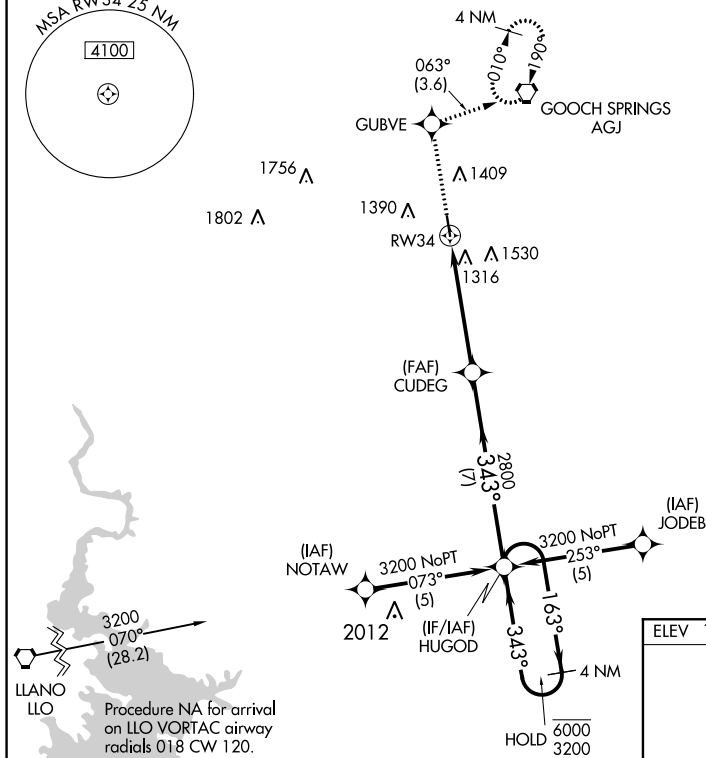 MSA RW34 25 NM
4100
4 NM
010°
190°
063°
(3.6)
GOOCH SPRINGS
AGJ
GUBVE
1756
1409
1802
1390
RW34
1530
1316
(FAF)
CUDEG
2800
343°
(7)
(IAF)
JODEB
3200 NoPT
253°
(5)
(IAF)
NOTAW
3200 NoPT
073°
(5)
2012
(IF/IAF)
HUGOD
163°
343°
4 NM
HOLD
6000
3200
3200
070°
(28.2)
LLANO
LLO
Procedure NA for arrival
on LLO VORTAC airway
radials 018 CW 120.
ELEV